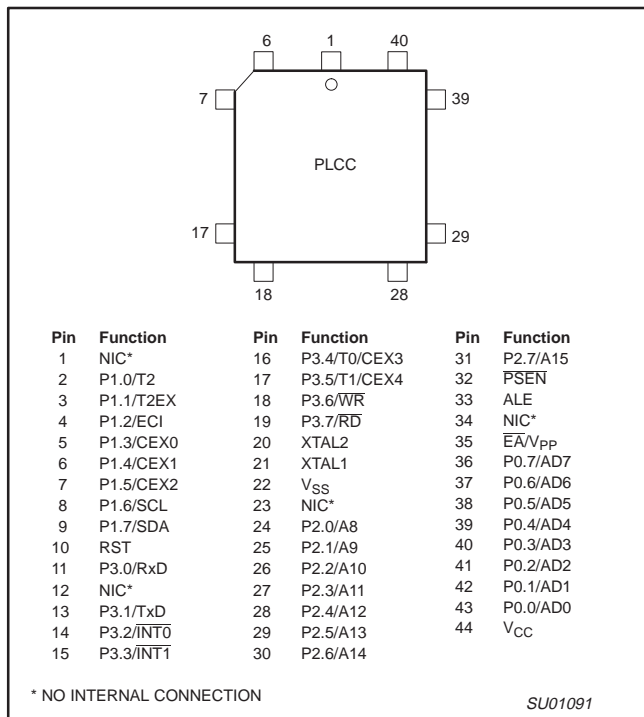 6 1 40
7 39
PLCC
17 29
18 28
Pin Function Pin Function Pin Function
1 NIC* 16 P3.4/T0/CEX3 31 P2.7/A15
2 P1.0/T2 17 P3.5/T1/CEX4 32 PSEN
3 P1.1/T2EX 18 P3.6/WR 33 ALE
4 P1.2/ECI 19 P3.7/RD 34 NIC*
5 P1.3/CEX0 20 XTAL2 35 EA/VPP
6 P1.4/CEX1 21 XTAL1 36 P0.7/AD7
7 P1.5/CEX2 22 VSS 37 P0.6/AD6
8 P1.6/SCL 23 NIC* 38 P0.5/AD5
9 P1.7/SDA 24 P2.0/A8 39 P0.4/AD4
10 RST 25 P2.1/A9 40 P0.3/AD3
11 P3.0/RxD 26 P2.2/A10 41 P0.2/AD2
12 NIC* 27 P2.3/A11 42 P0.1/AD1
13 P3.1/TxD 28 P2.4/A12 43 P0.0/AD0
14 P3.2/INT0 29 P2.5/A13 44 VCC
15 P3.3/INT1 30 P2.6/A14
* NO INTERNAL CONNECTION
SU01091